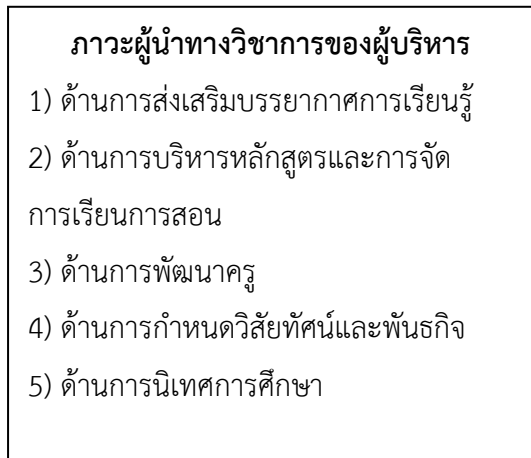 ภาวะผู้นำทางวิชาการของผู้บริหาร
1) ด้านการส่งเสริมบรรยากาศการเรียนรู้
2) ด้านการบริหารหลักสูตรและการจัด
การเรียนการสอน
3) ด้านการพัฒนาครู
4) ด้านการกำหนดวิสัยทัศน์และพันธกิจ
5) ด้านการนิเทศการศึกษา